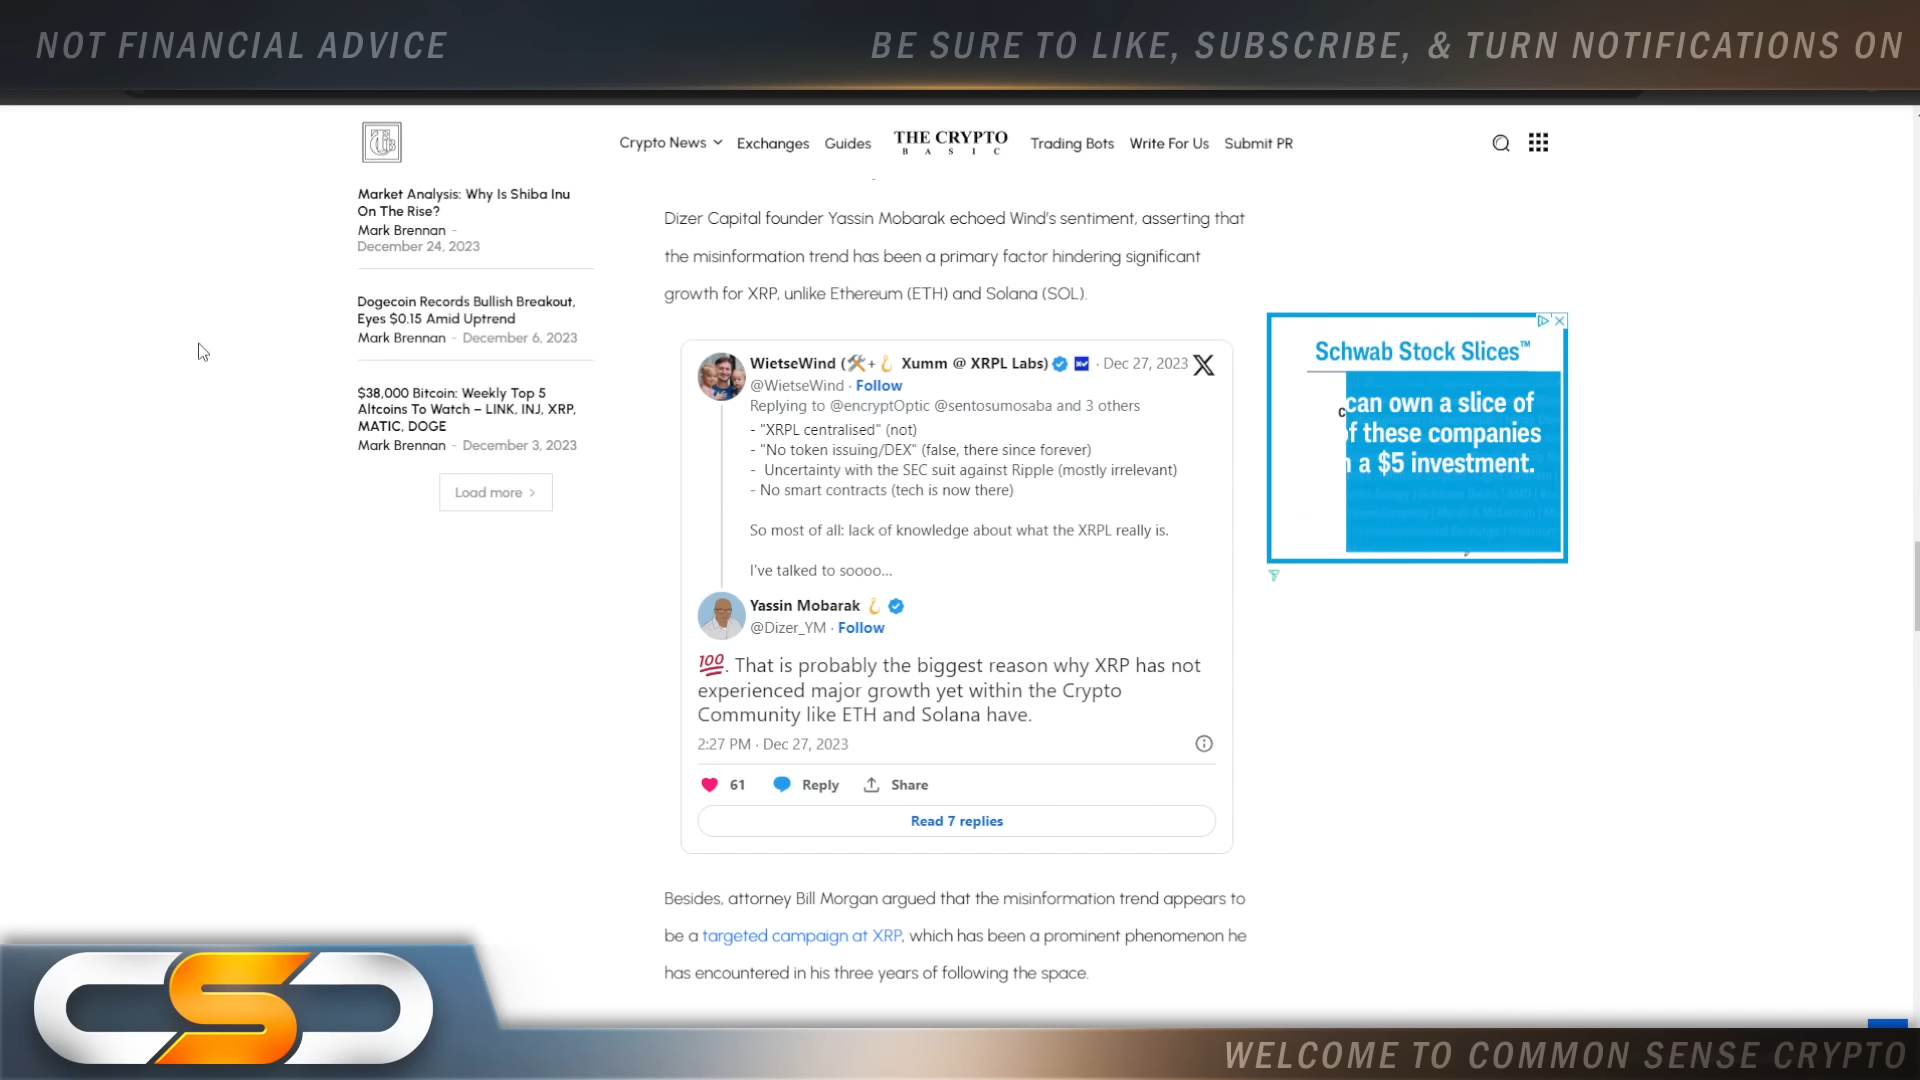 NOT FINANCIAL ADVICE
BE SURE TO LIKE, SUBSCRIBE, & TURN NOTIFICATIONS ON
Crypto News
Exchanges
Guides
THE CRYPTO
BASIC
Trading Bots
Write For Us
Submit PR
Market Analysis: Why Is Shiba Inu
On The Rise?
Mark Brennan -
December 24, 2023
Dogecoin Records Bullish Breakout,
Eyes $0.15 Amid Uptrend
Mark Brennan - December 6, 2023
$38,000 Bitcoin: Weekly Top 5
Altcoins To Watch – LINK, INJ, XRP,
MATIC, DOGE
Mark Brennan - December 3, 2023
Load more
Dizer Capital founder Yassin Mobarak echoed Wind's sentiment, asserting that
the misinformation trend has been a primary factor hindering significant
growth for XRP, unlike Ethereum (ETH) and Solana (SOL).
WietseWind (🛠+🪝 Xumm @ XRPL Labs) · Dec 27, 2023
@WietseWind · Follow
Replying to @encryptOptic @sentosumosaba and 3 others
- "XRPL centralised" (not)
- "No token issuing/DEX" (false, there since forever)
- Uncertainty with the SEC suit against Ripple (mostly irrelevant)
- No smart contracts (tech is now there)
So most of all: lack of knowledge about what the XRPL really is.
I've talked to soooo...
Yassin Mobarak 🪝
@Dizer_YM · Follow
💯. That is probably the biggest reason why XRP has not
experienced major growth yet within the Crypto
Community like ETH and Solana have.
2:27 PM · Dec 27, 2023
61 Reply Share
Read 7 replies
Besides, attorney Bill Morgan argued that the misinformation trend appears to
be a targeted campaign at XRP, which has been a prominent phenomenon he
has encountered in his three years of following the space.
Schwab Stock Slices™
can own a slice of
of these companies
a $5 investment.
CSC
WELCOME TO COMMON SENSE CRYPTO